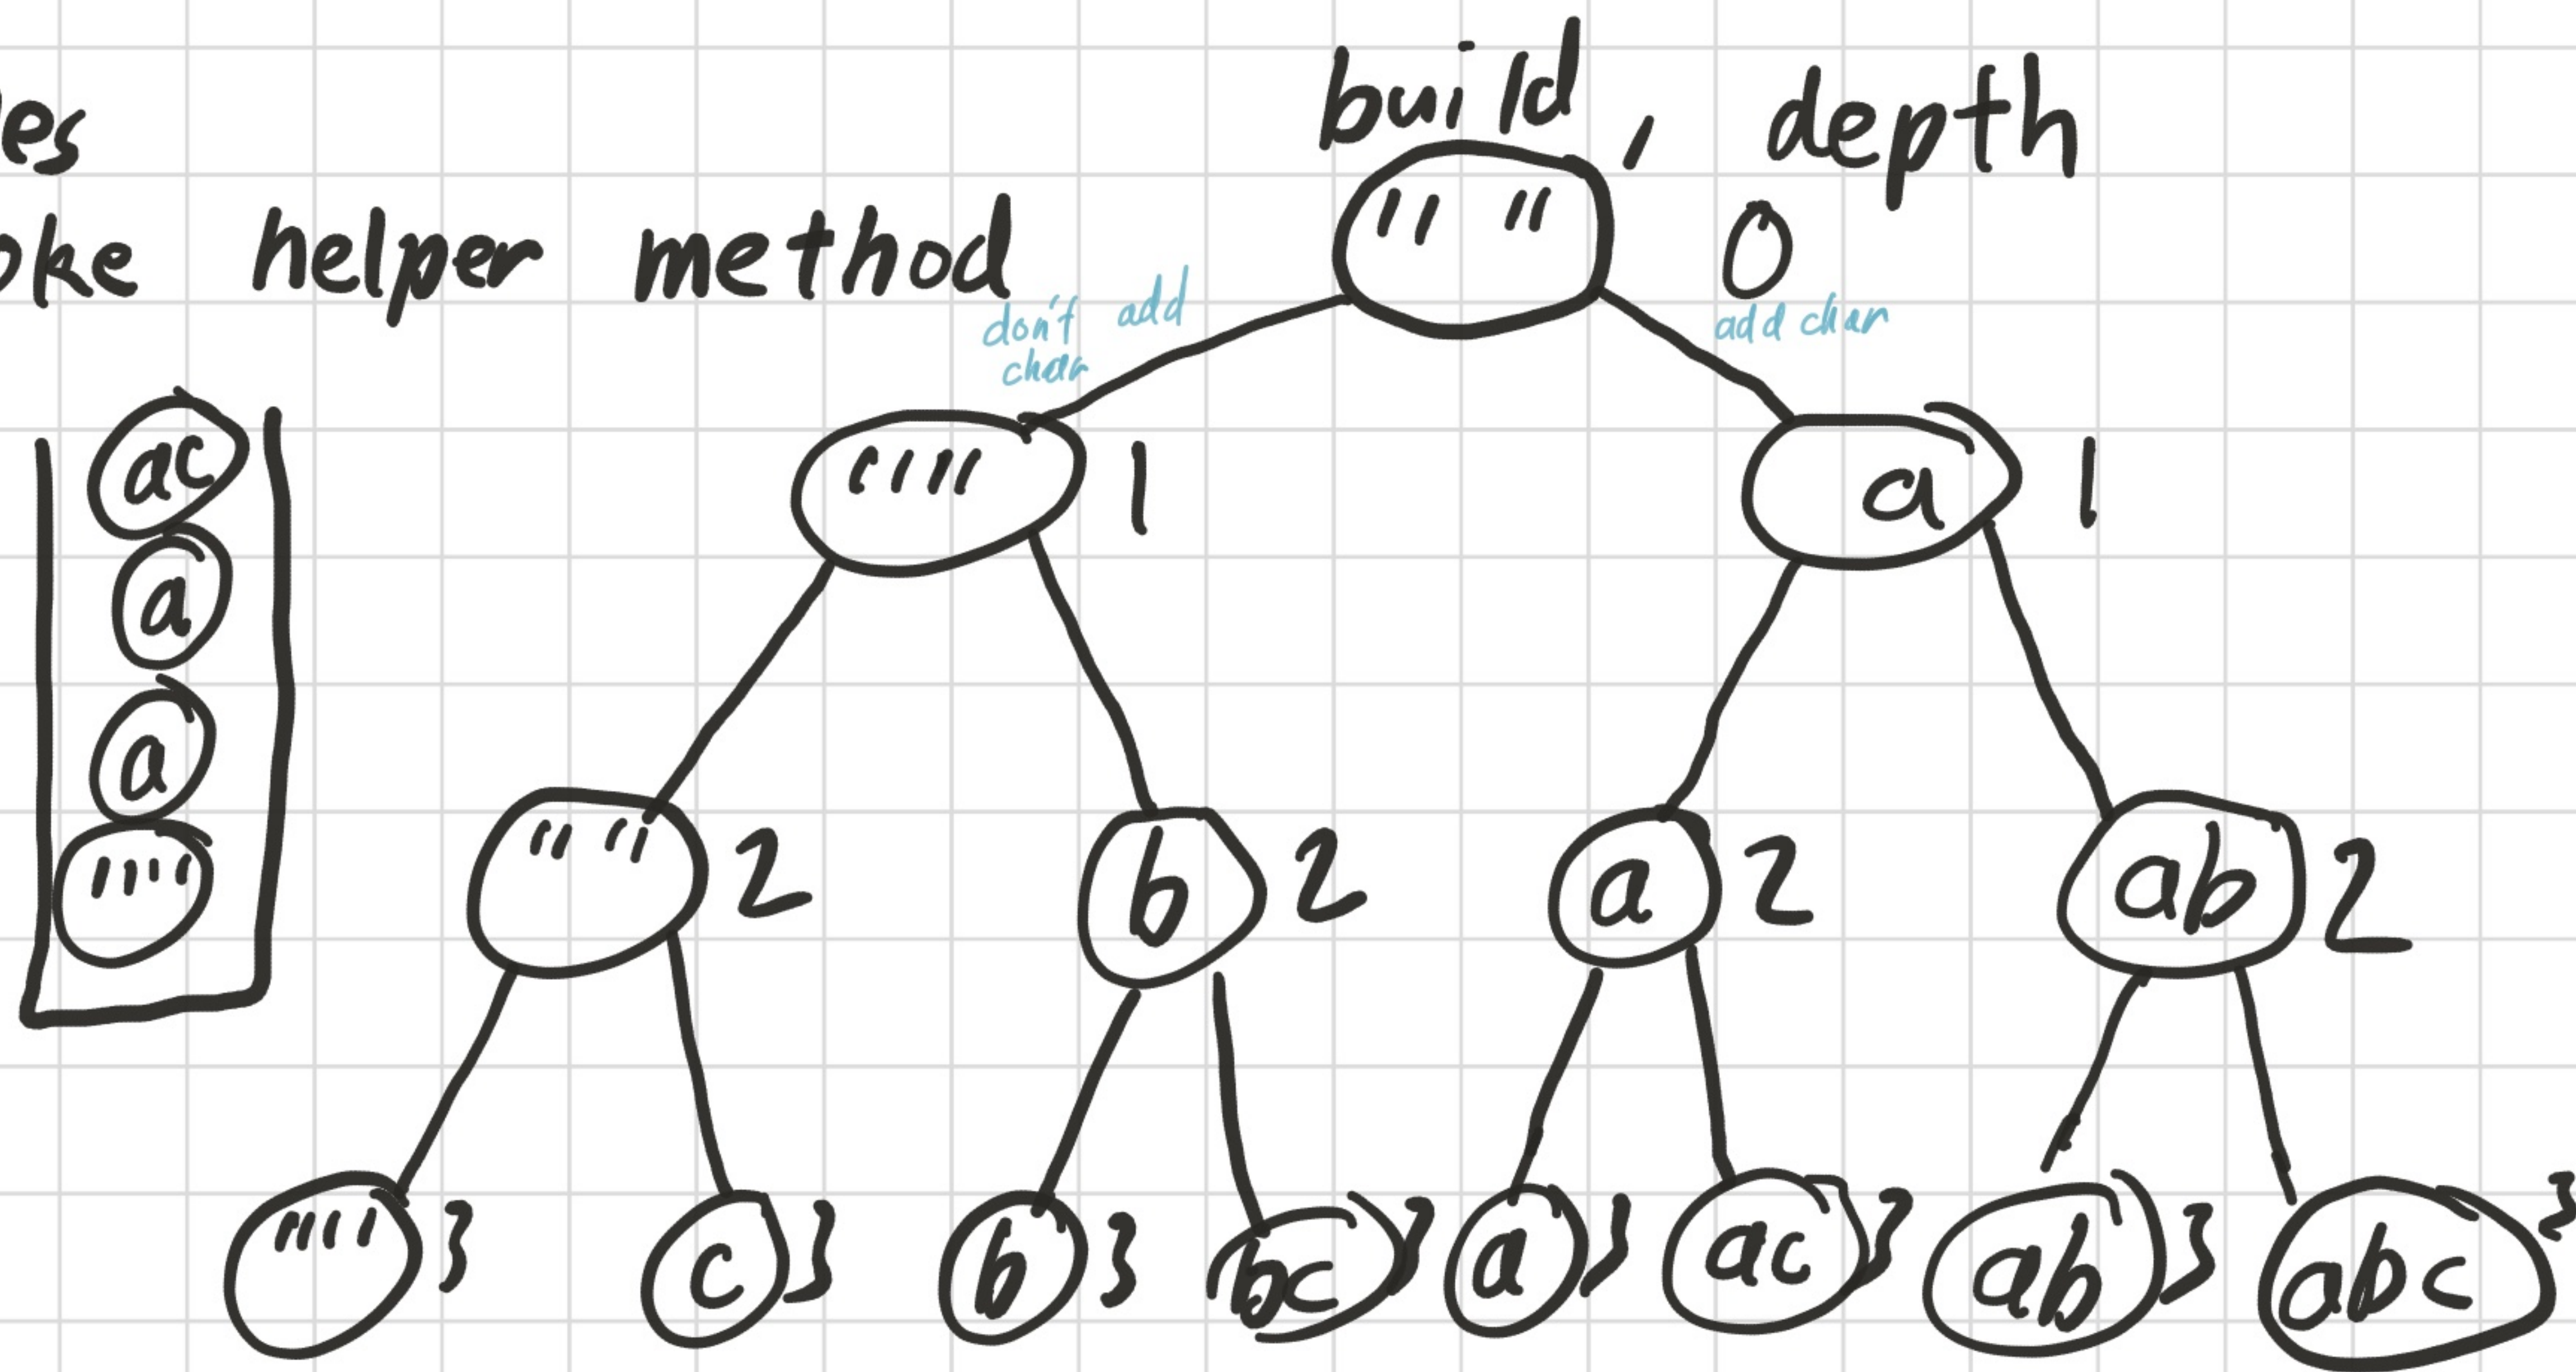 es
build, depth
oke helper method
"" 0
don't add
char
add char
ac
"" 1
a 1
a
a
""
"" 2
b 2
a 2
ab 2
"" 3
c 3
b 3
bc 3
a 3
ac 3
ab 3
abc 3